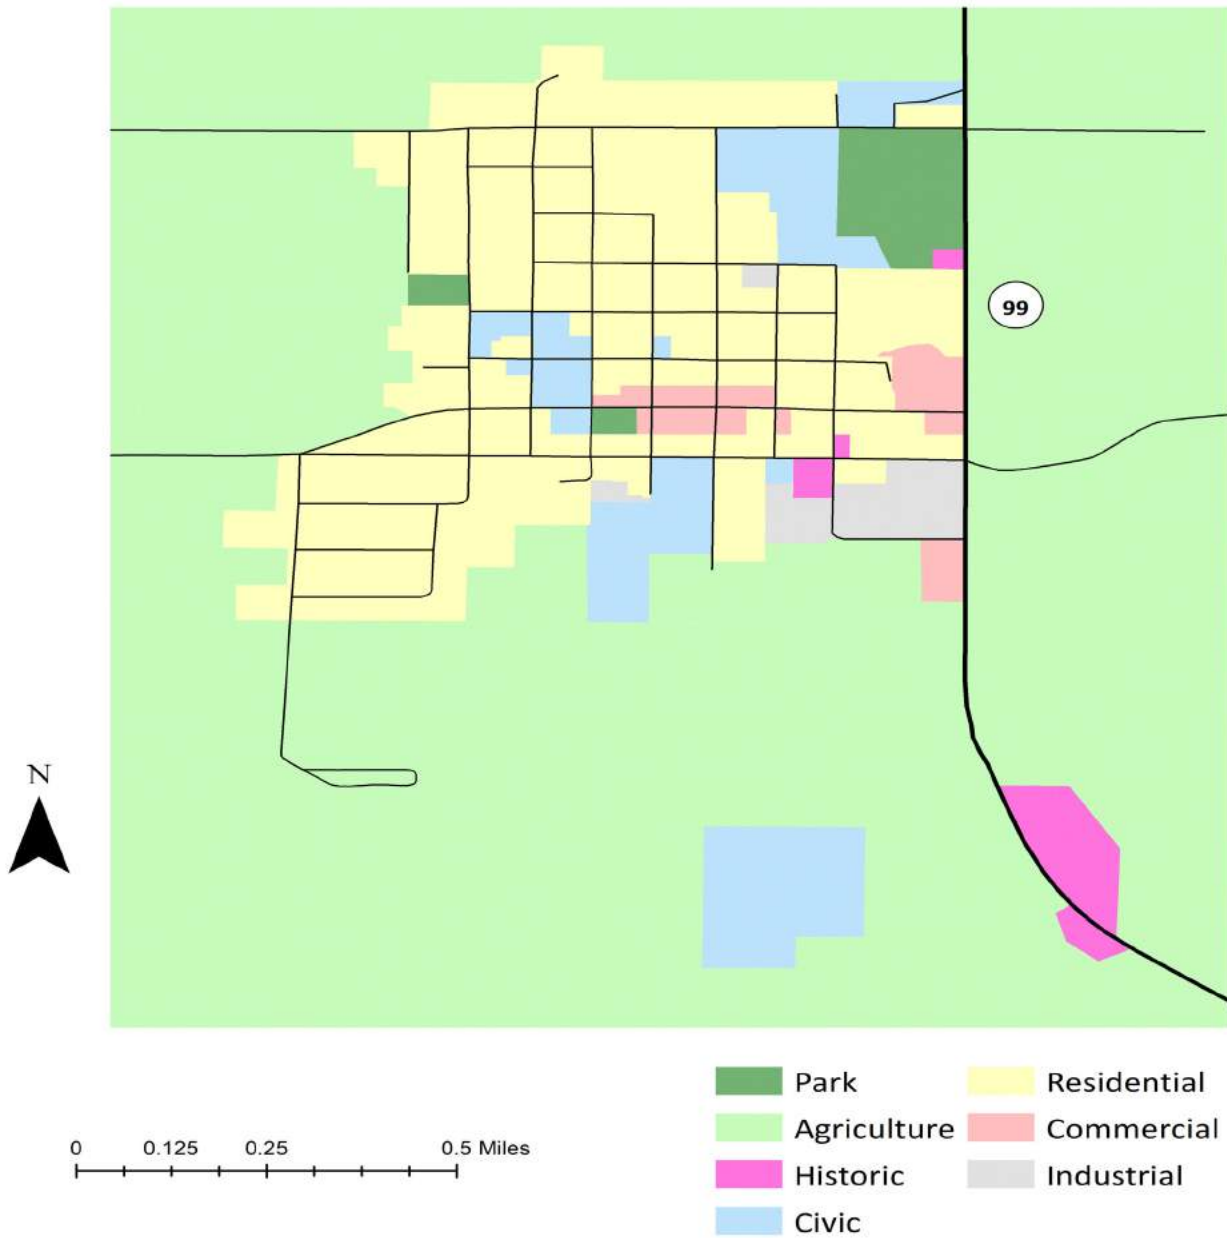 99
N
0 0.125 0.25 0.5 Miles
Park
Agriculture
Historic
Civic
Residential
Commercial
Industrial